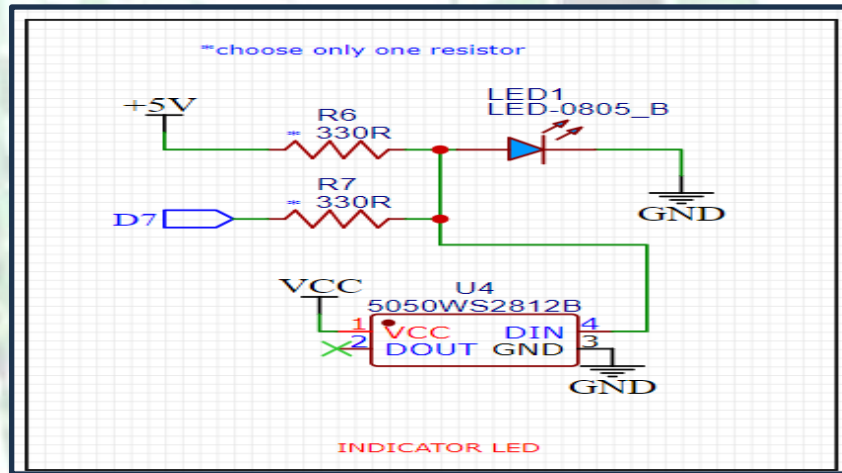 *choose only one resistor
+5V
R6
* 330R
LED1
LED-0805_B
GND
D7
R7
* 330R
VCC
U4
5050WS2812B
1 VCC DIN 4
2 DOUT GND 3
GND
INDICATOR LED